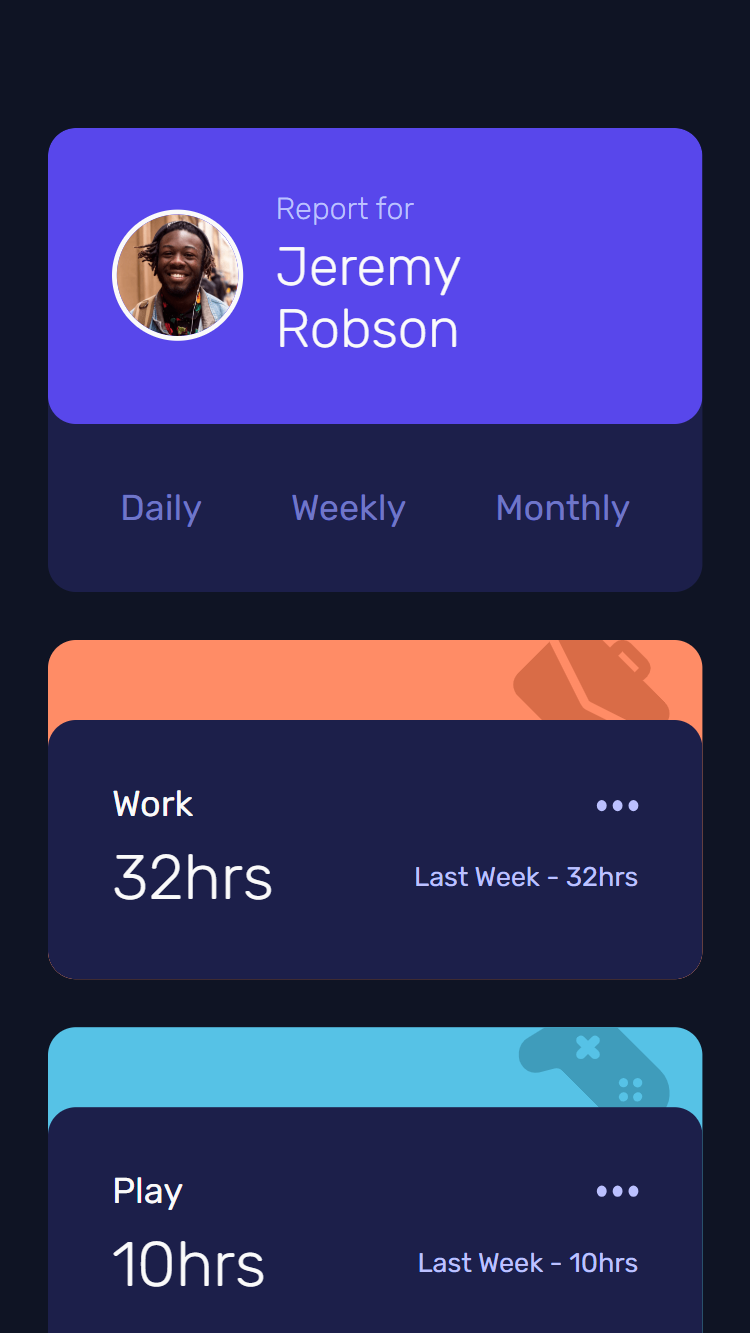 Report for
Jeremy
Robson
Daily Weekly Monthly
Work
32hrs
Last Week - 32hrs
Play
10hrs
Last Week - 10hrs